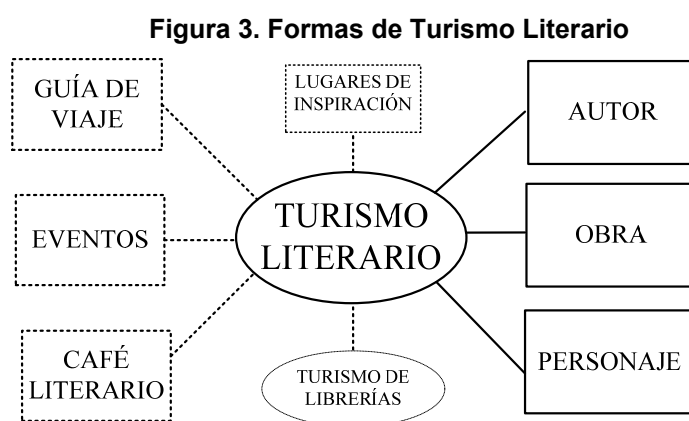 Figura 3. Formas de Turismo Literario
GUÍA DE
VIAJE
LUGARES DE
INSPIRACIÓN
AUTOR
EVENTOS
TURISMO
LITERARIO
OBRA
CAFÉ
LITERARIO
TURISMO DE
LIBRERÍAS
PERSONAJE